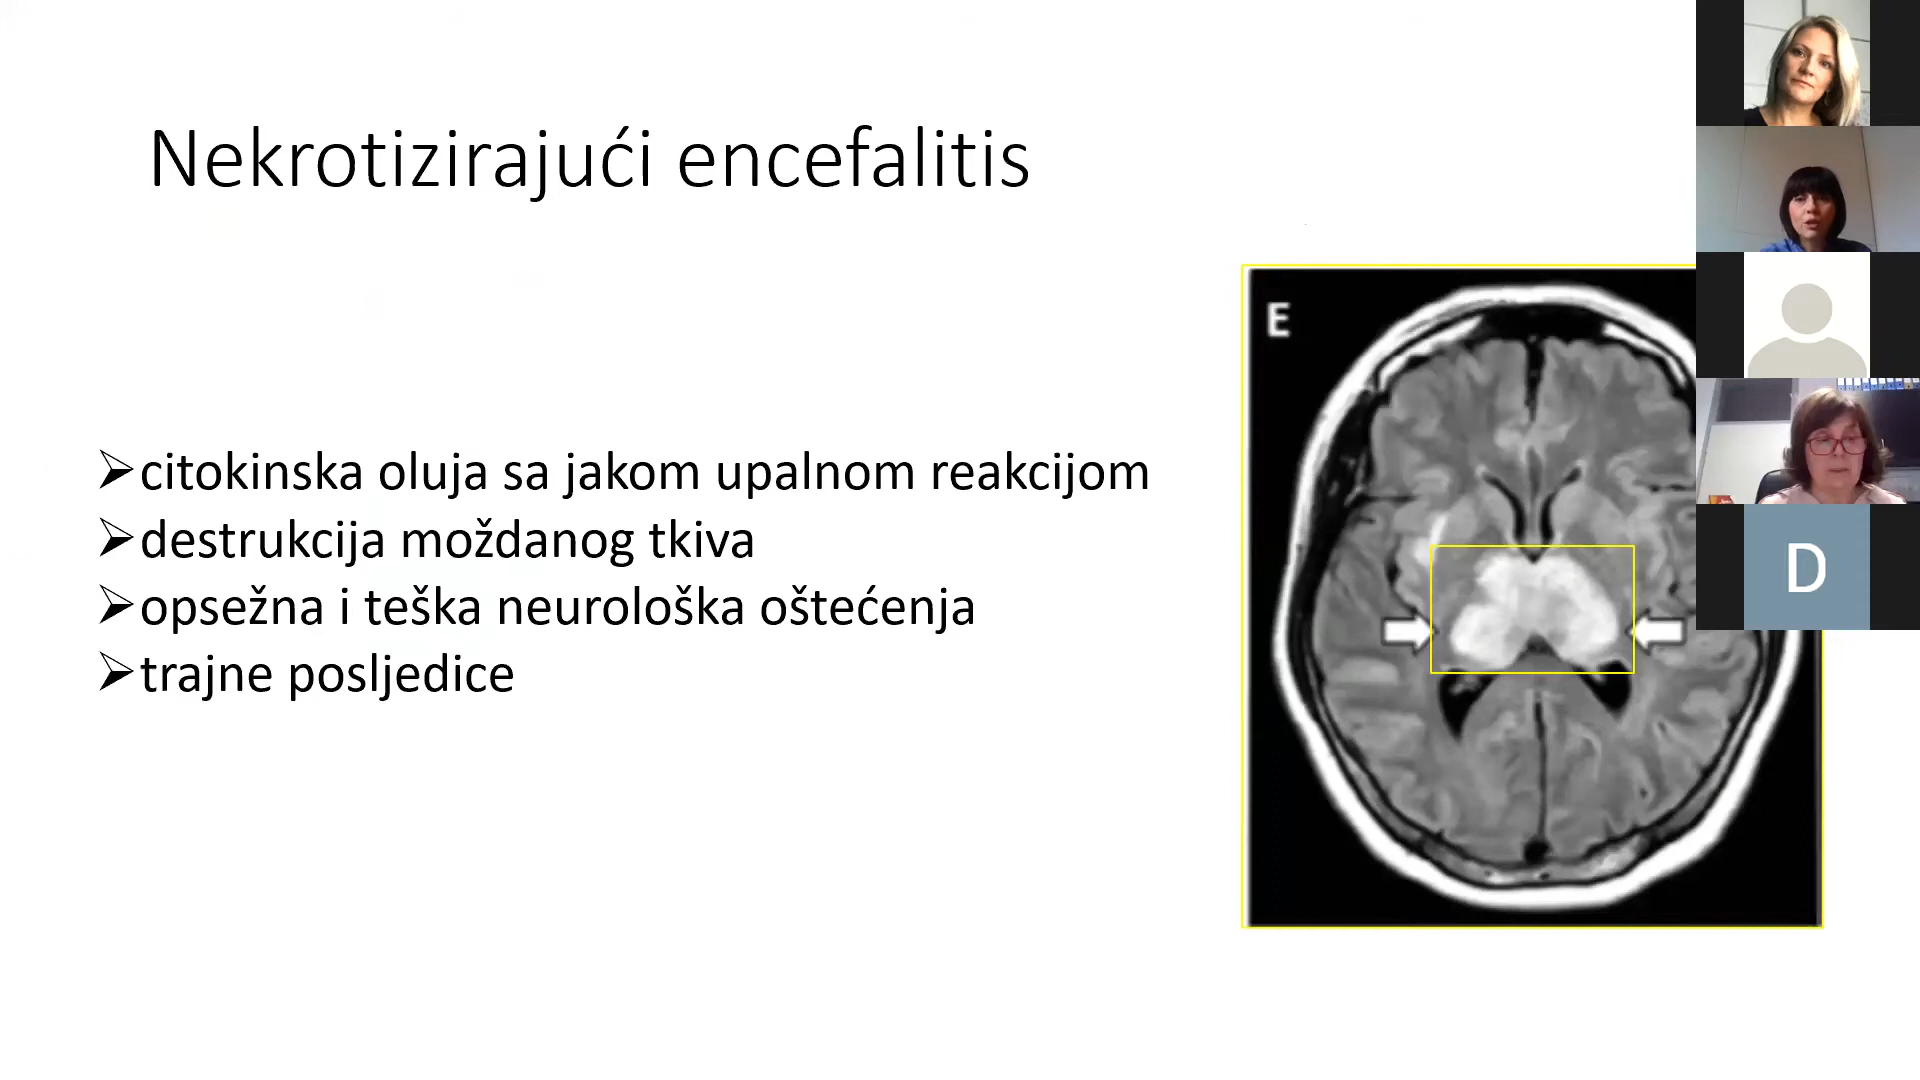 Nekrotizirajući encefalitis
citokinska oluja sa jakom upalnom reakcijom
destrukcija moždanog tkiva
opsežna i teška neurološka oštećenja
trajne posljedice
E
D